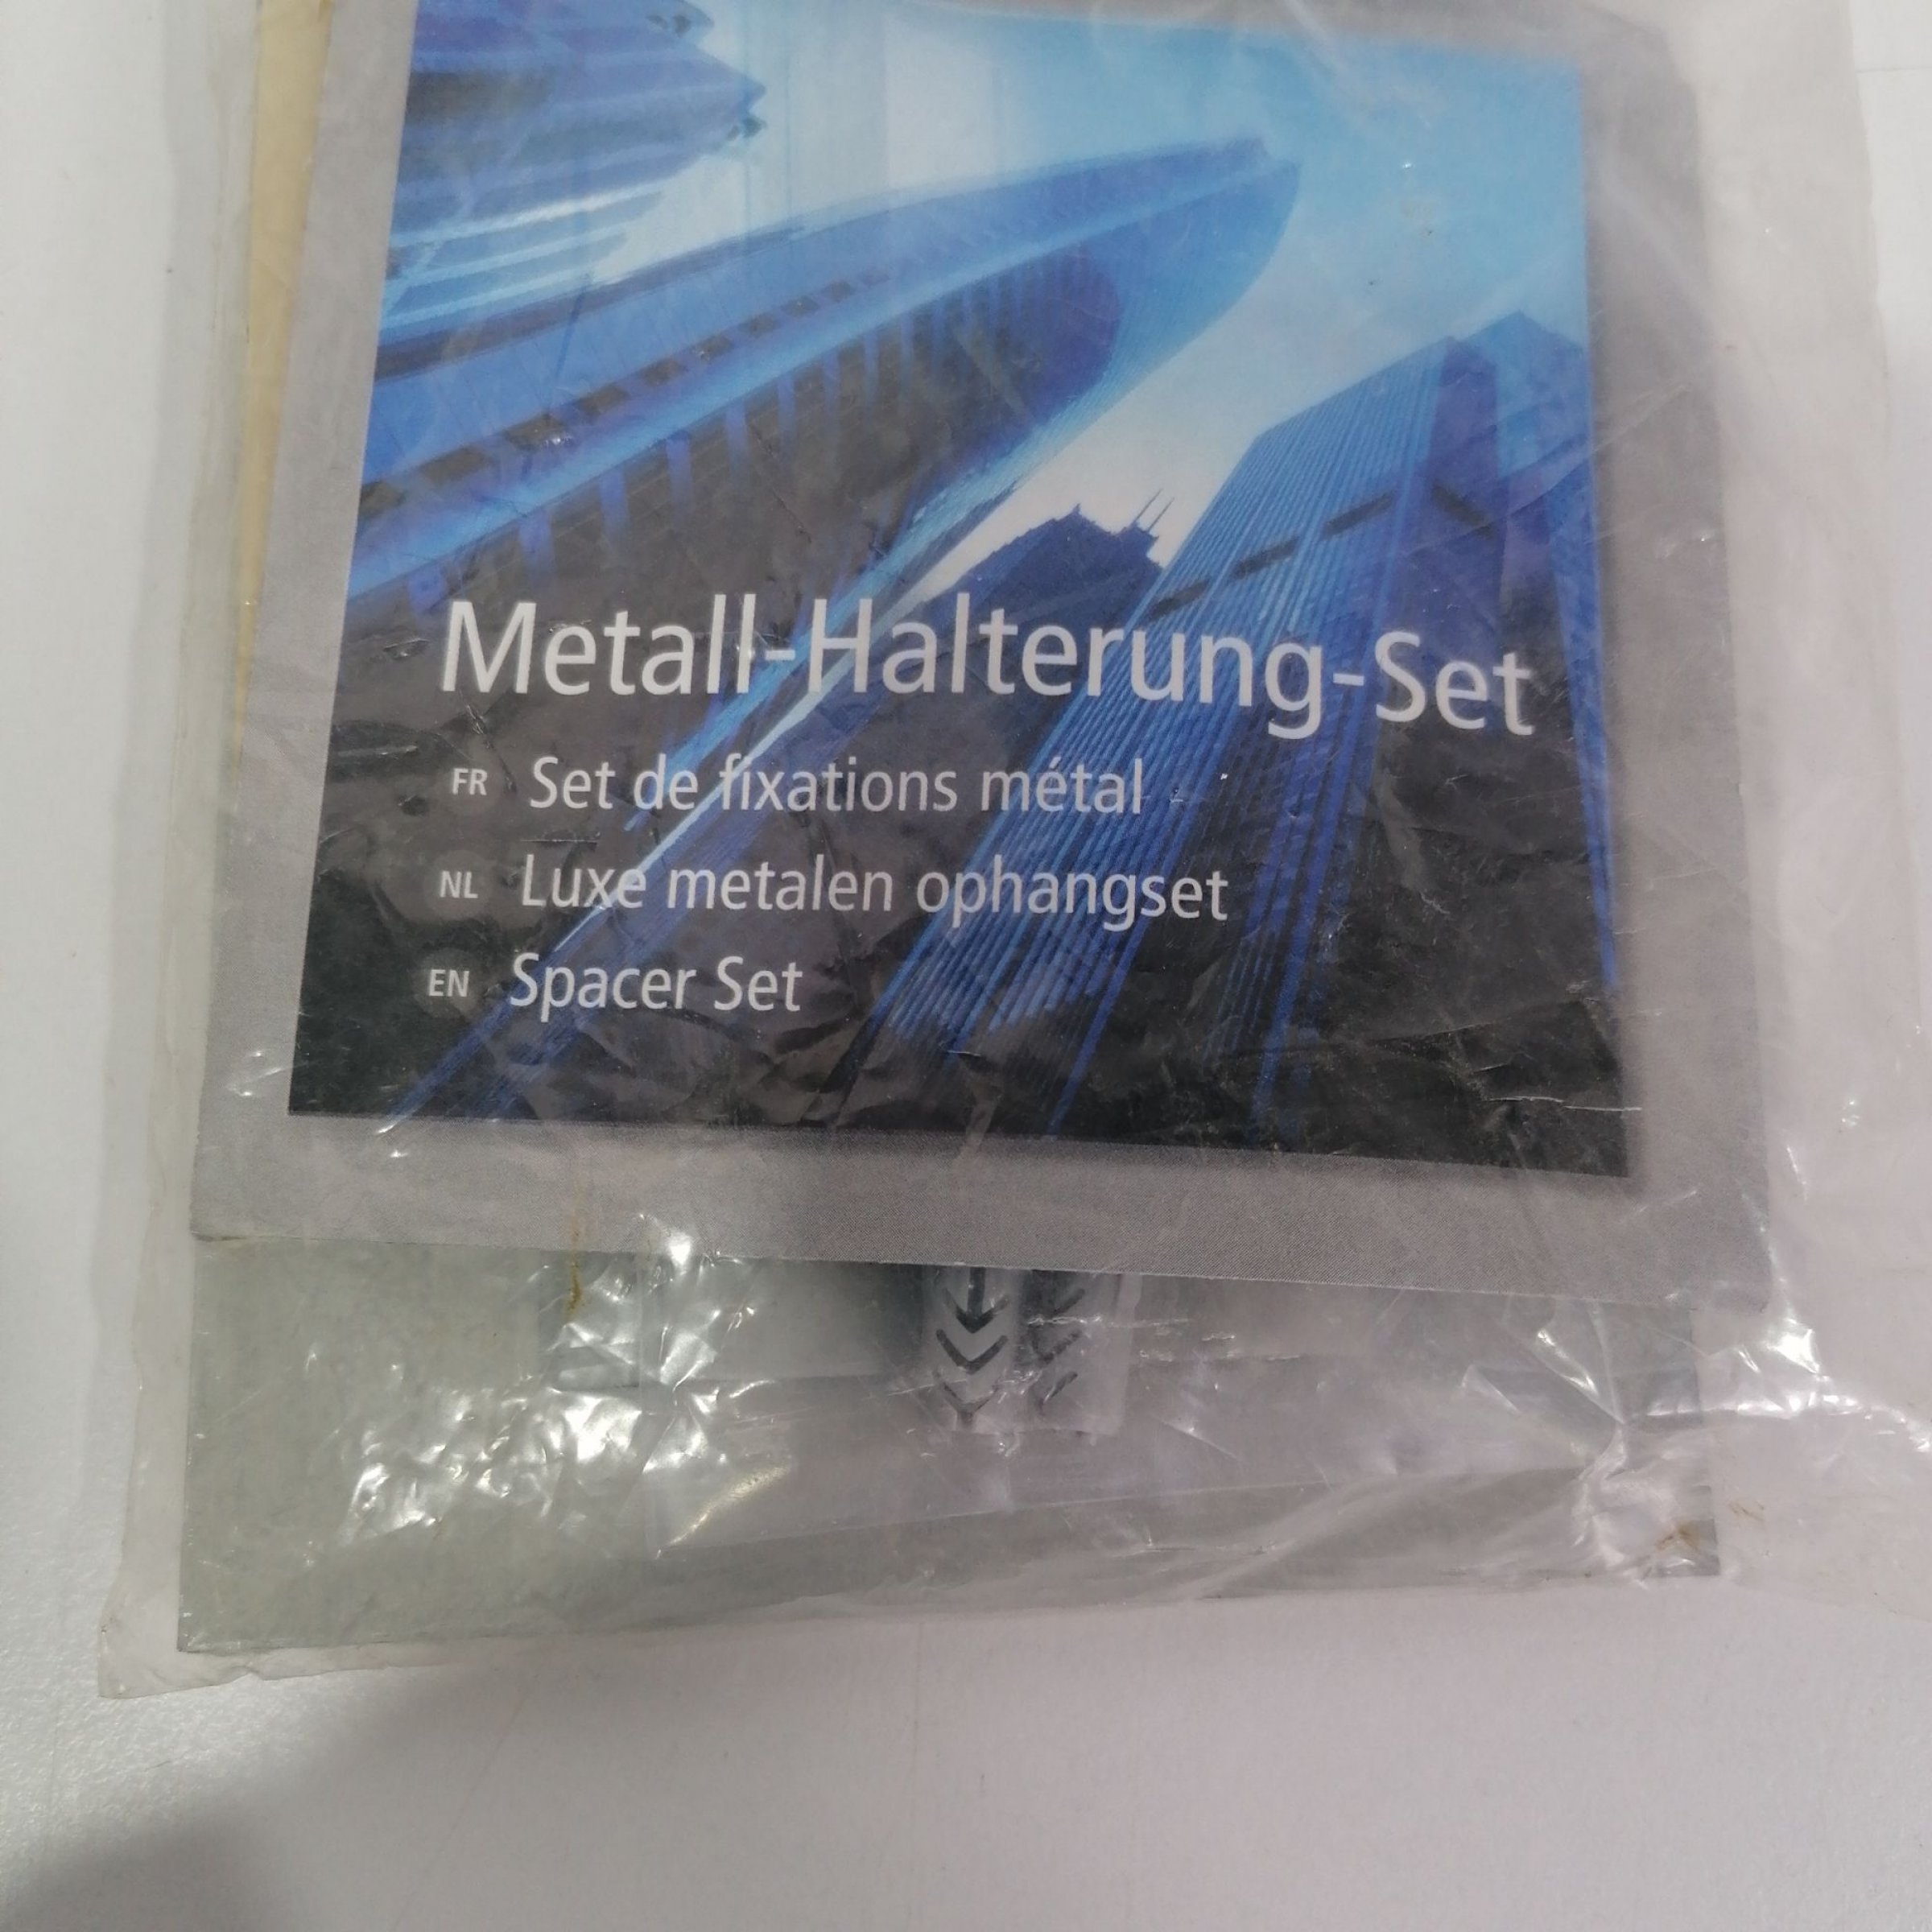 Metall-Halterung-Set
FR Set de fixations métal
NL Luxe metalen ophangset
EN Spacer Set